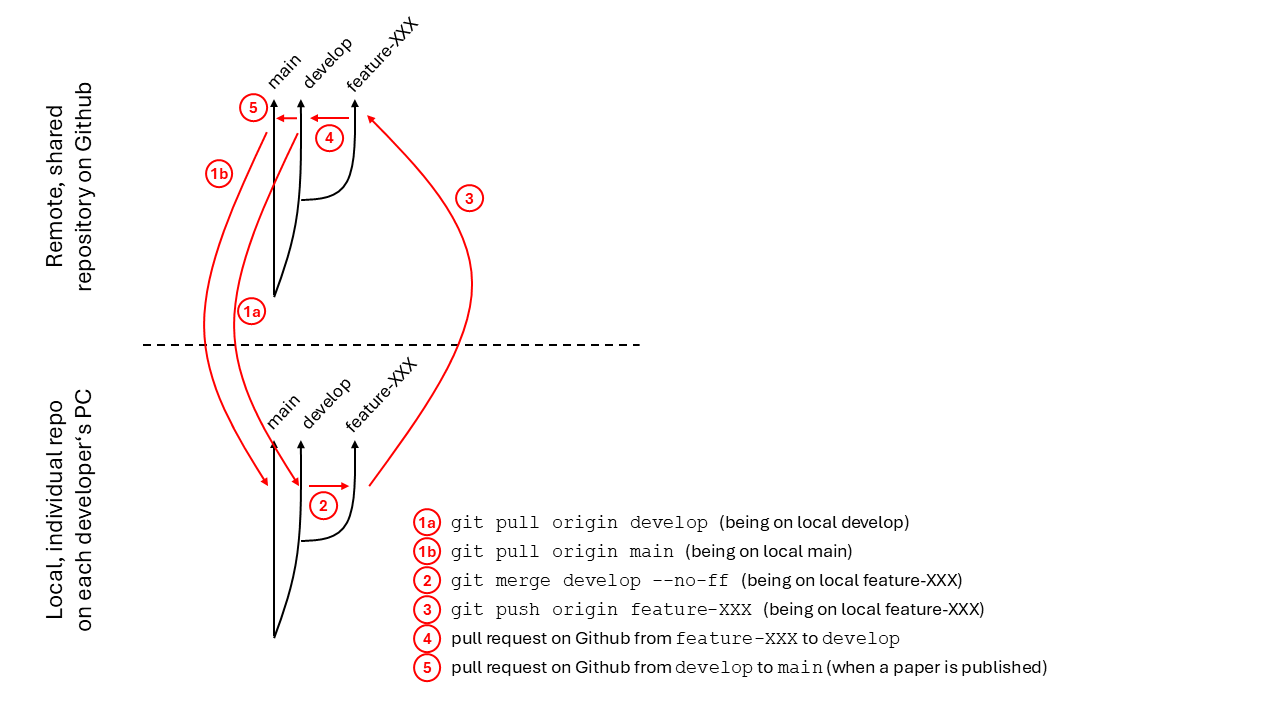 Remote, shared
repository on Github
main
develop
feature-XXX
5
4
1b
3
1a
Local, individual repo
on each developer‘s PC
main
develop
feature-XXX
2
1a git pull origin develop (being on local develop)
1b git pull origin main (being on local main)
2 git merge develop --no-ff (being on local feature-XXX)
3 git push origin feature-XXX (being on local feature-XXX)
4 pull request on Github from feature-XXX to develop
5 pull request on Github from develop to main (when a paper is published)